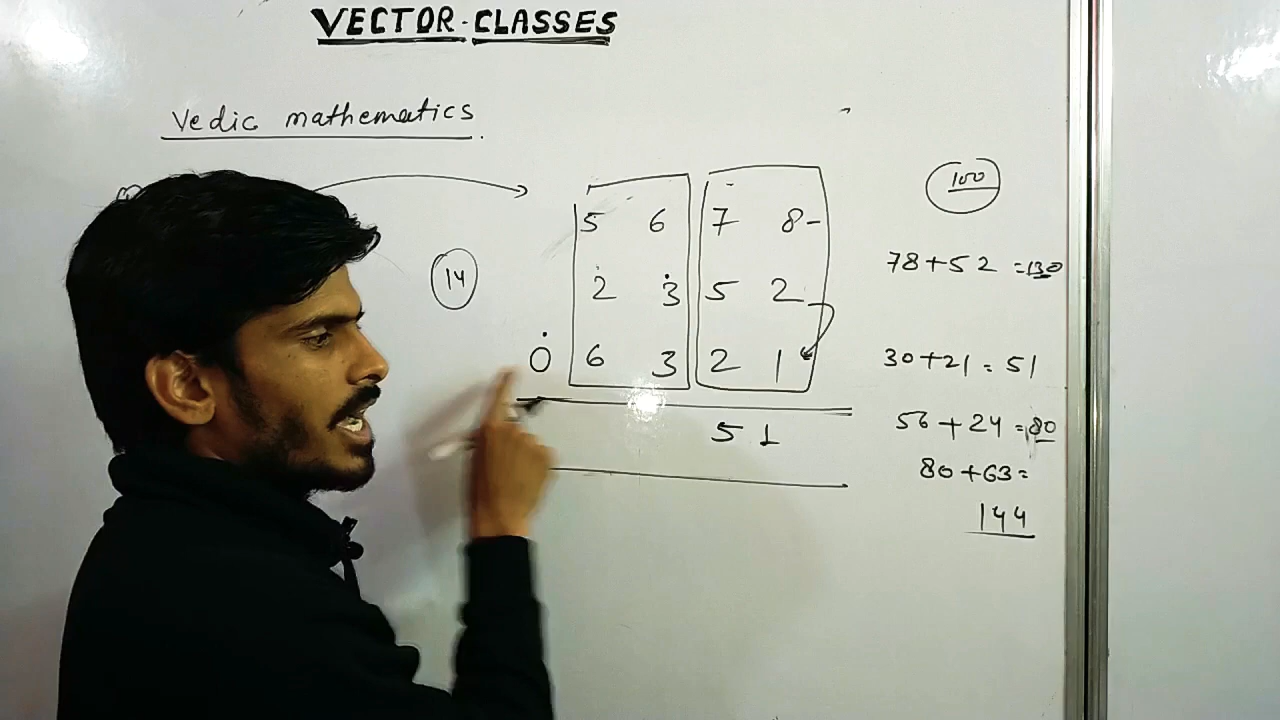 VECTOR-CLASSES
Vedic mathematics.
100
5 6 7 8
78+52 =130
14
2 3 5 2
0 6 3 2 1
30+21= 51
56+24=80
5 1
80+63=
144